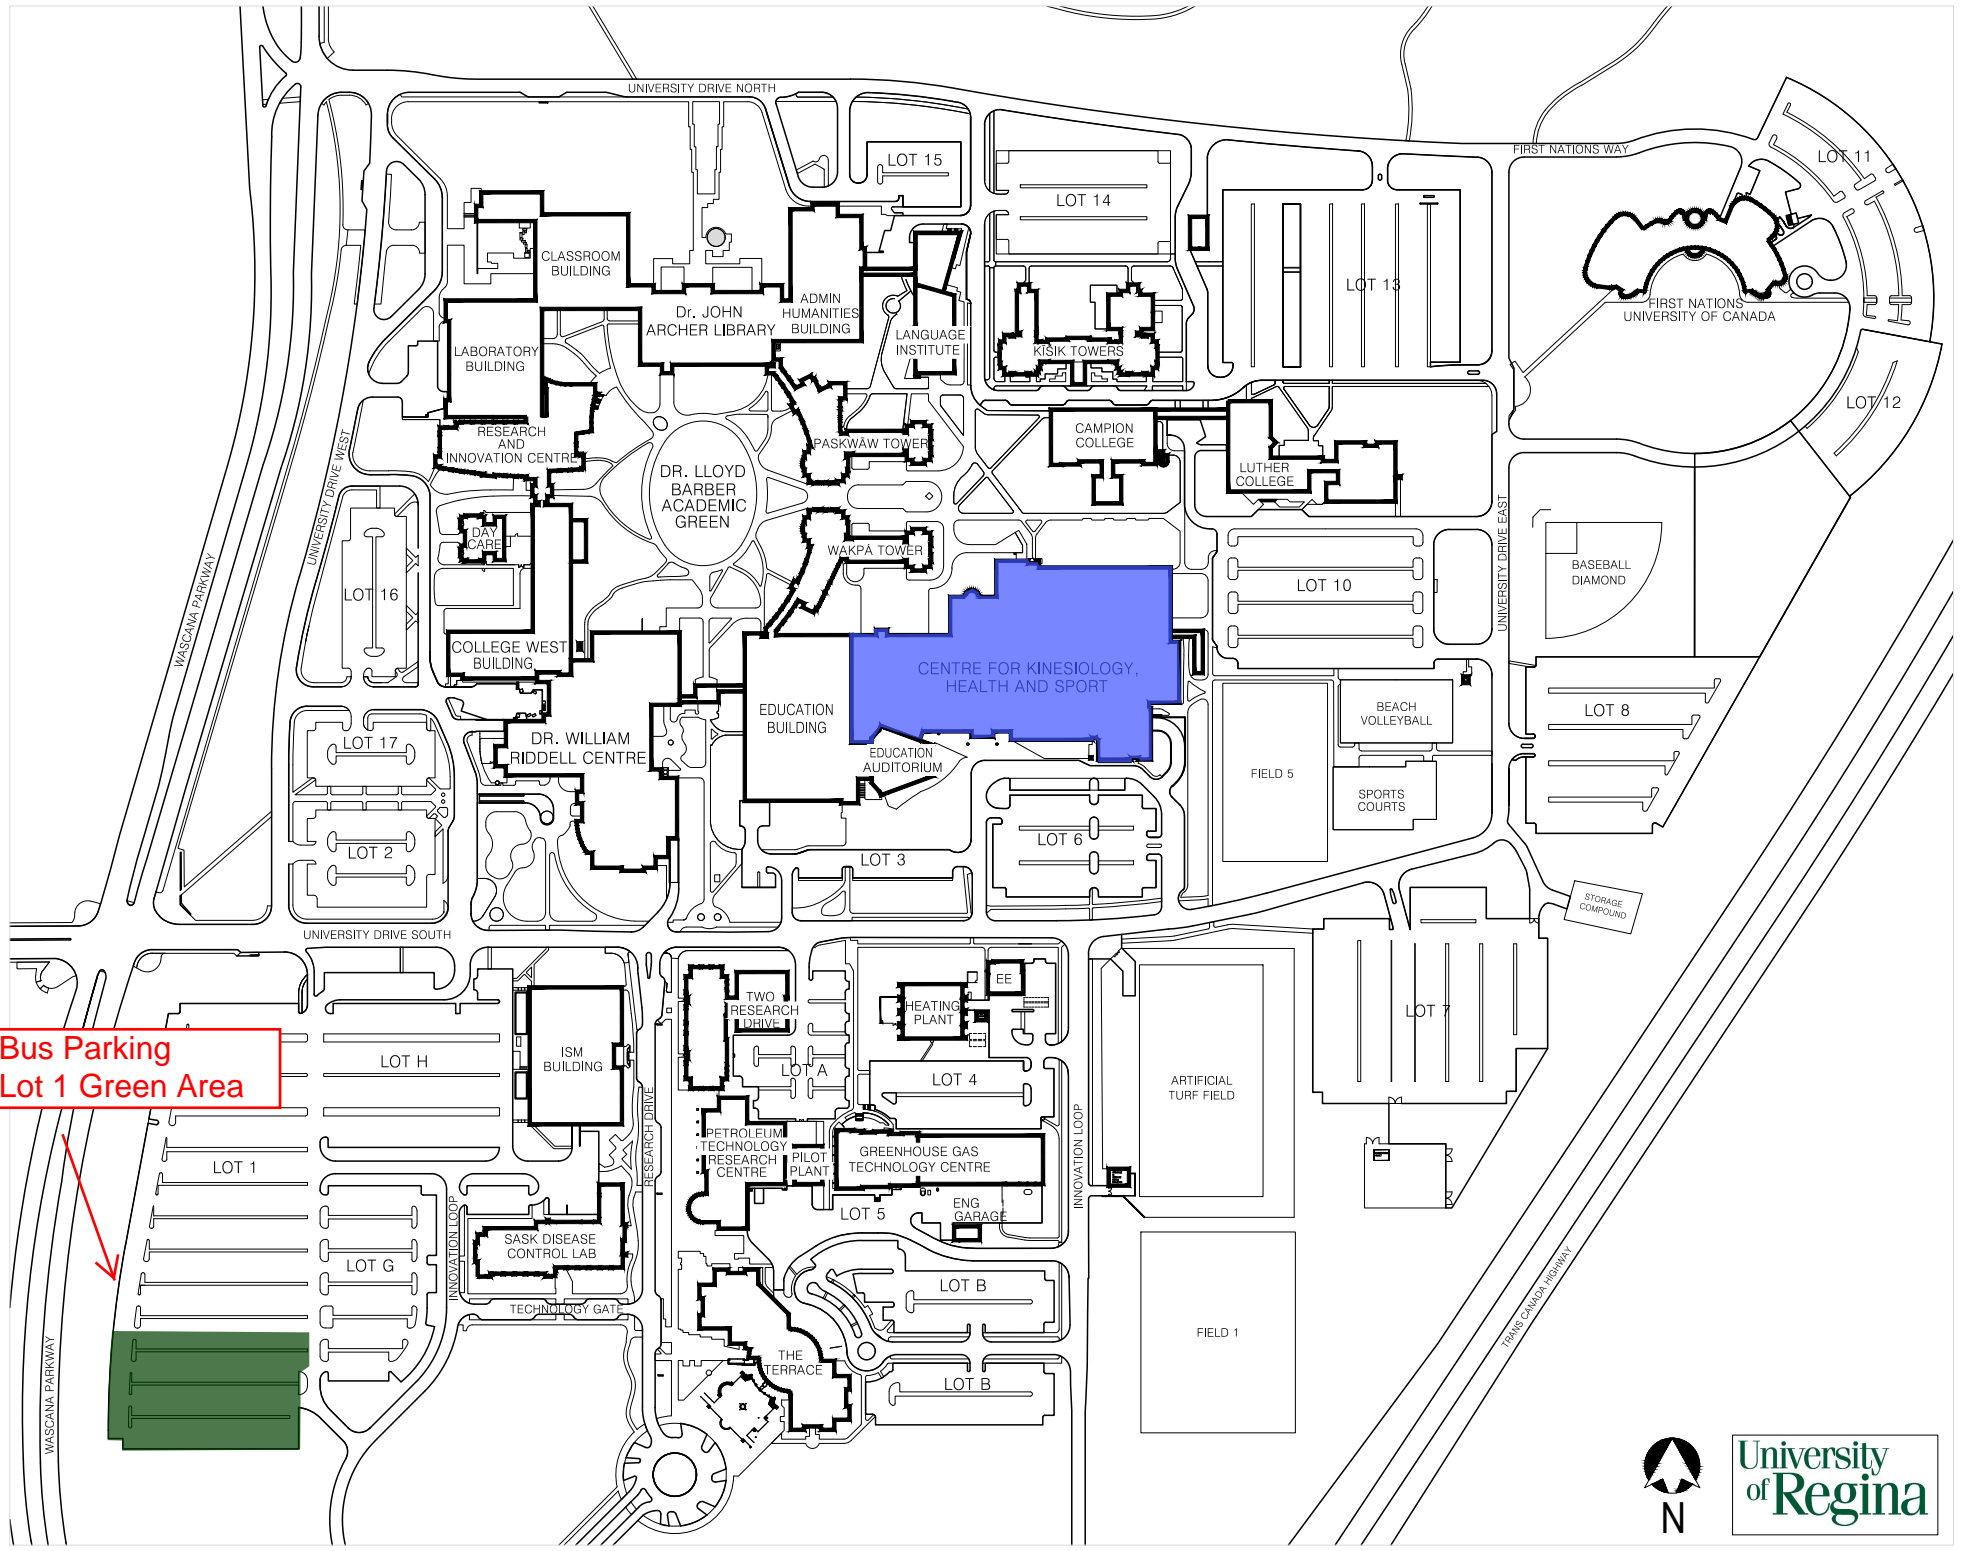 UNIVERSITY DRIVE NORTH
FIRST NATIONS WAY
LOT 11
LOT 15
LOT 14
LOT 13
CLASSROOM
BUILDING
Dr. JOHN
ARCHER LIBRARY
ADMIN
HUMANITIES
BUILDING
LANGUAGE
INSTITUTE
KĪSIK TOWERS
FIRST NATIONS
UNIVERSITY OF CANADA
LABORATORY
BUILDING
LOT 12
RESEARCH
AND
INNOVATION CENTRE
PASKWĀW TOWER
CAMPION
COLLEGE
LUTHER
COLLEGE
DR. LLOYD
BARBER
ACADEMIC
GREEN
UNIVERSITY DRIVE WEST
DAY
CARE
WAKPÁ TOWER
UNIVERSITY DRIVE EAST
BASEBALL
DIAMOND
LOT 16
LOT 10
WASCANA PARKWAY
COLLEGE WEST
BUILDING
CENTRE FOR KINESIOLOGY,
HEALTH AND SPORT
EDUCATION
BUILDING
BEACH
VOLLEYBALL
LOT 8
LOT 17
DR. WILLIAM
RIDDELL CENTRE
EDUCATION
AUDITORIUM
FIELD 5
SPORTS
COURTS
LOT 2
LOT 3
LOT 6
STORAGE
COMPOUND
UNIVERSITY DRIVE SOUTH
EE
TWO
RESEARCH
DRIVE
HEATING
PLANT
LOT 7
Bus Parking
Lot 1 Green Area
LOT H
ISM
BUILDING
LOT A
LOT 4
ARTIFICIAL
TURF FIELD
RESEARCH DRIVE
INNOVATION LOOP
PETROLEUM
TECHNOLOGY
RESEARCH
CENTRE
PILOT
PLANT
GREENHOUSE GAS
TECHNOLOGY CENTRE
LOT 1
LOT 5
ENG
GARAGE
INNOVATION LOOP
SASK DISEASE
CONTROL LAB
LOT G
LOT B
TECHNOLOGY GATE
TRANS CANADA HIGHWAY
FIELD 1
THE
TERRACE
LOT B
WASCANA PARKWAY
N
University
of Regina